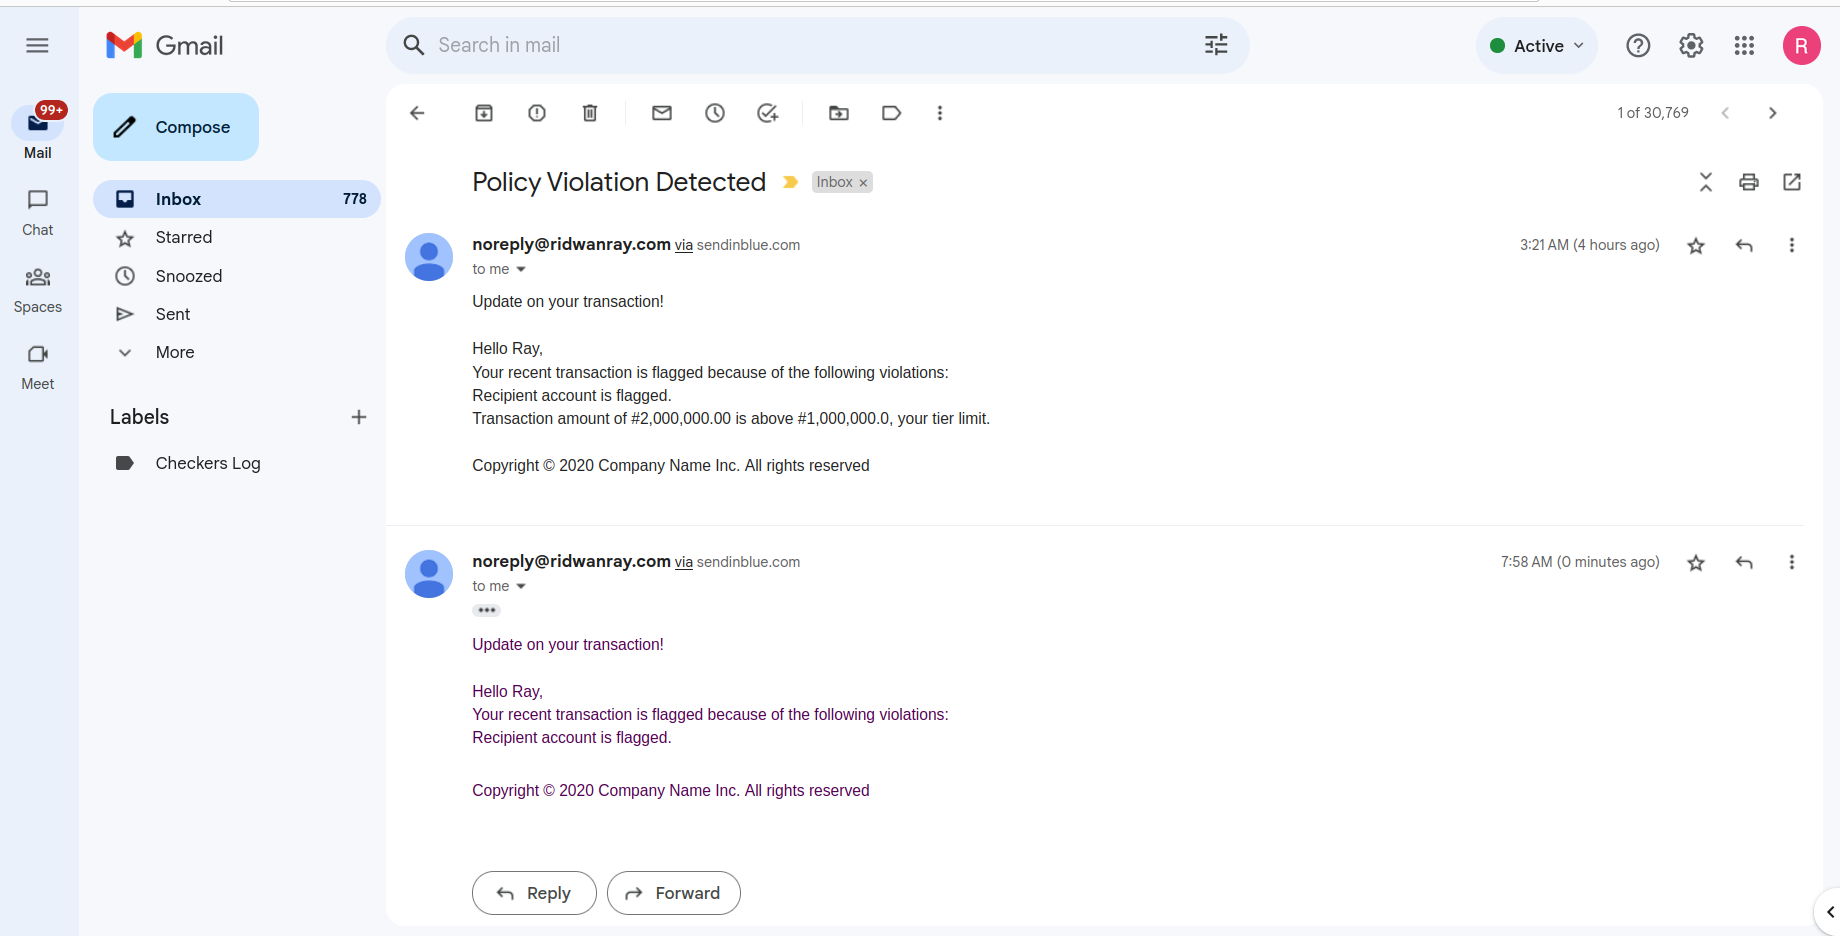 Gmail
Search in mail
Active
R
99+
Mail
Chat
Spaces
Meet
Compose
Inbox 778
Starred
Snoozed
Sent
More
Labels
Checkers Log
1 of 30,769
Policy Violation Detected Inbox ×
noreply@ridwanray.com via sendinblue.com 3:21 AM (4 hours ago)
to me
Update on your transaction!
Hello Ray,
Your recent transaction is flagged because of the following violations:
Recipient account is flagged.
Transaction amount of #2,000,000.00 is above #1,000,000.0, your tier limit.
Copyright © 2020 Company Name Inc. All rights reserved
noreply@ridwanray.com via sendinblue.com 7:58 AM (0 minutes ago)
to me
Update on your transaction!
Hello Ray,
Your recent transaction is flagged because of the following violations:
Recipient account is flagged.
Copyright © 2020 Company Name Inc. All rights reserved
Reply
Forward